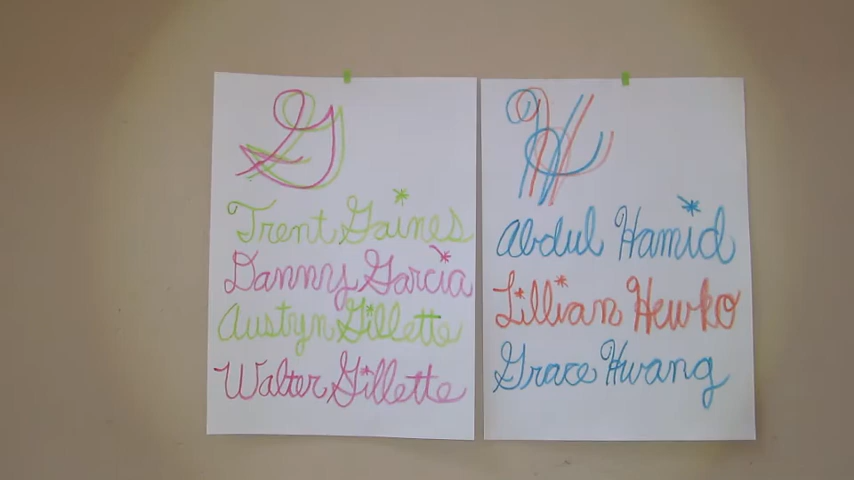 G
Trent Gaines
Danny Garcia
Austyn Gillette
Walter Gillette
H
Abdul Hamid
Lillian Hewko
Grace Hwang